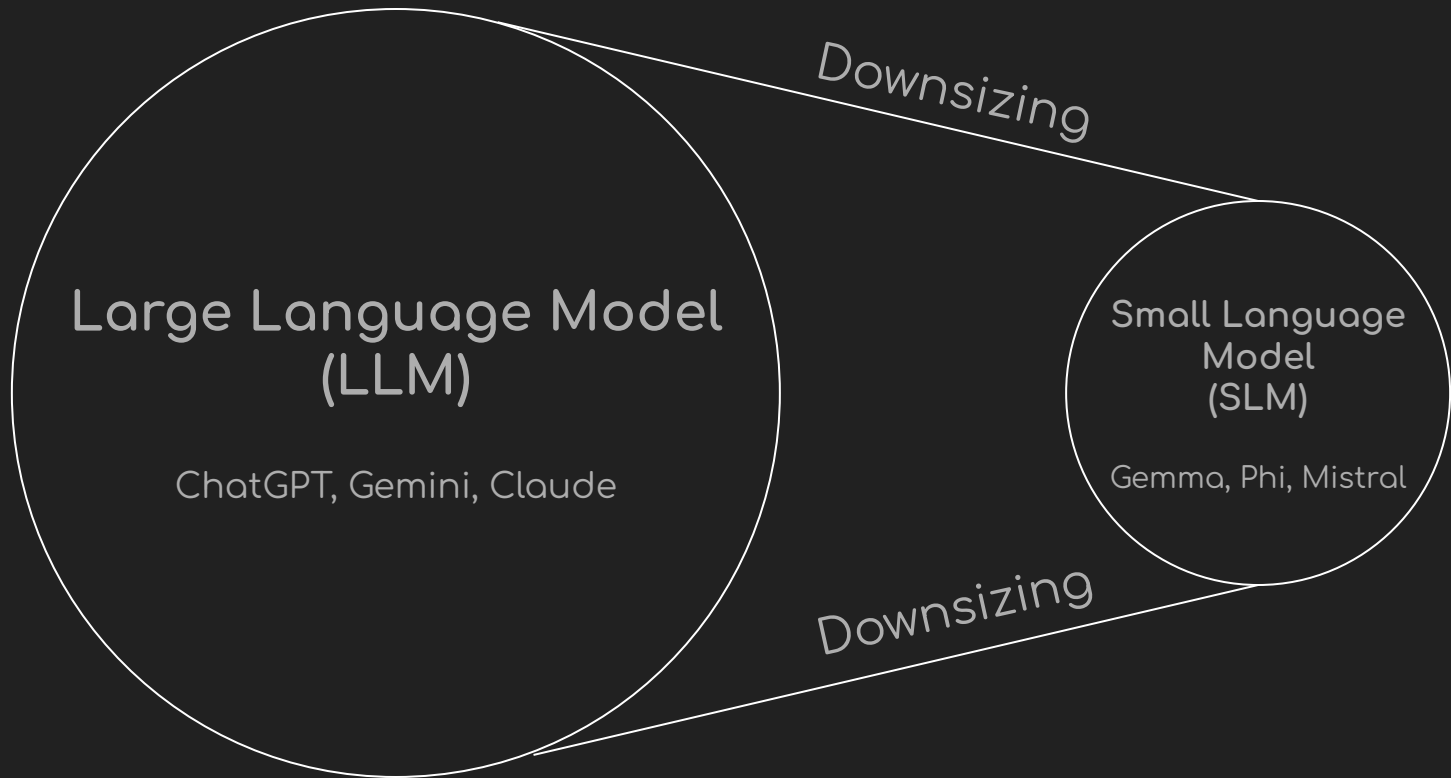 Downsizing
Large Language Model
(LLM)
ChatGPT, Gemini, Claude
Small Language
Model
(SLM)
Gemma, Phi, Mistral
Downsizing